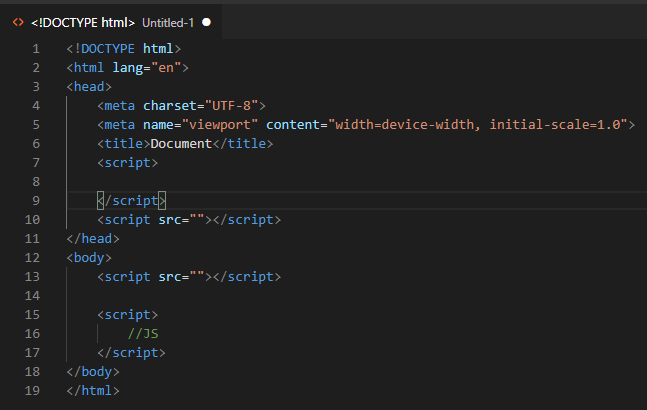 <!DOCTYPE html> Untitled-1
1 <!DOCTYPE html>
2 <html lang="en">
3 <head>
4     <meta charset="UTF-8">
5     <meta name="viewport" content="width=device-width, initial-scale=1.0">
6     <title>Document</title>
7     <script>
8
9     </script>
10     <script src=""></script>
11 </head>
12 <body>
13     <script src=""></script>
14
15     <script>
16         //JS
17     </script>
18 </body>
19 </html>